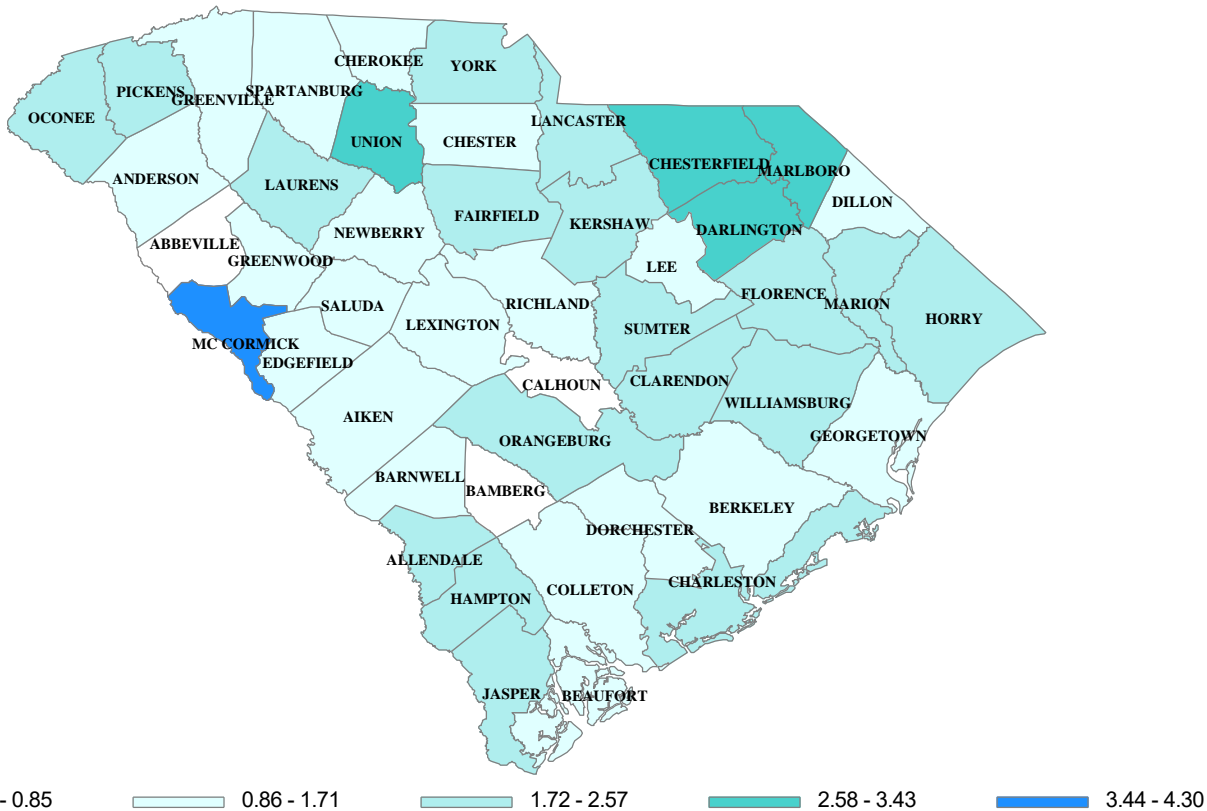 CHEROKEE
YORK
PICKENS
GREENVILLE
SPARTANBURG
OCONEE
LANCASTER
UNION
CHESTER
CHESTERFIELD
MARLBORO
ANDERSON
LAURENS
DILLON
FAIRFIELD
KERSHAW
DARLINGTON
NEWBERRY
ABBEVILLE
GREENWOOD
LEE
FLORENCE
MARION
SALUDA
RICHLAND
HORRY
LEXINGTON
SUMTER
MC CORMICK
EDGEFIELD
CALHOUN
CLARENDON
WILLIAMSBURG
AIKEN
GEORGETOWN
ORANGEBURG
BARNWELL
BAMBERG
BERKELEY
DORCHESTER
ALLENDALE
CHARLESTON
COLLETON
HAMPTON
JASPER
BEAUFORT
- 0.85 0.86 - 1.71 1.72 - 2.57 2.58 - 3.43 3.44 - 4.30